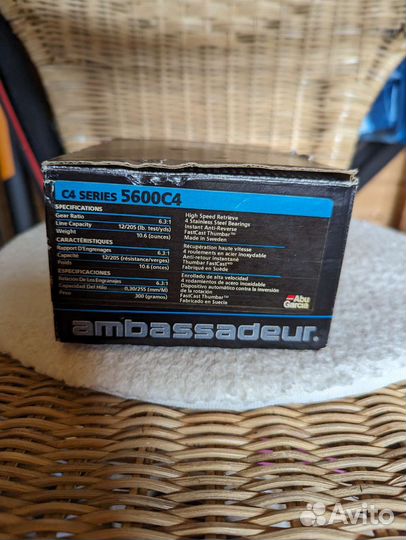 C4 SERIES 5600C4
SPECIFICATIONS
Gear Ratio 6.3:1
Line Capacity 12/205 (lb. test/yds)
Weight 10.6 (ounces)
CARACTÉRISTIQUES
Rapport D'Engrenages 6.3:1
Capacité 12/205 (résistance/verges)
Poids 10.6 (onces)
ESPECIFICACIONES
Relación De Los Engranajes 6.3:1
Capacidad Del Hilo 0,30/255 (mm/M)
Peso 300 (gramos)
High Speed Retrieve
4 Stainless Steel Bearings
Instant Anti-Reverse
FastCast Thumbar™
Made In Sweden
Récupération haute vitesse
4 roulements en acier inoxydable
Anti-retour instantané
Thumbar FastCast™
Fabriqué en Suède
Enrollado de alta velocidad
4 rodamientos de acero inoxidable
Dispositivo automático contra la inversión
de la rotación
FastCast Thumbar™
Fabricado en Suecia
Abu
Garcia
ambassadeur®
Avito